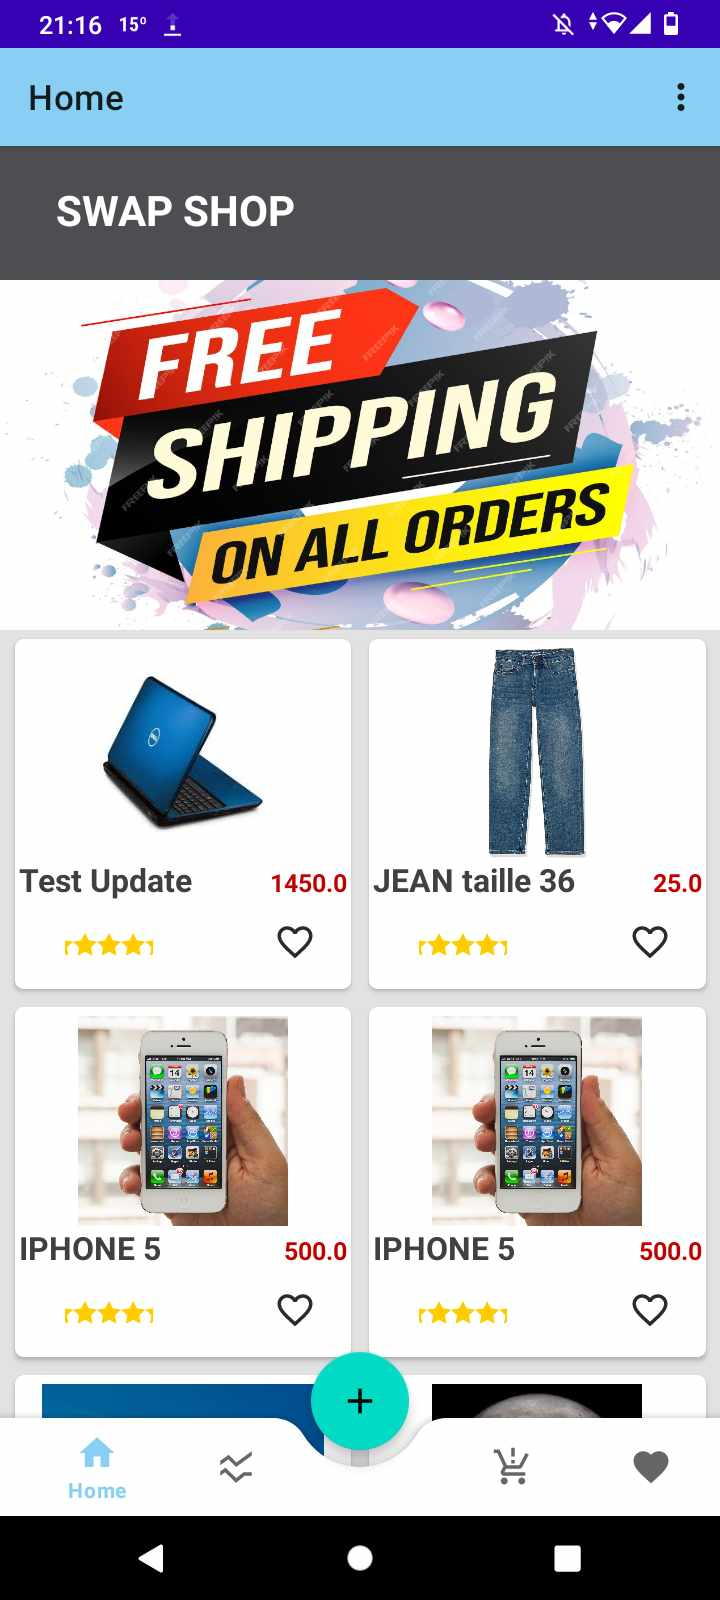 21:16 15°
Home
SWAP SHOP
FREE
SHIPPING
ON ALL ORDERS
Test Update 1450.0
JEAN taille 36 25.0
IPHONE 5 500.0
IPHONE 5 500.0
Home